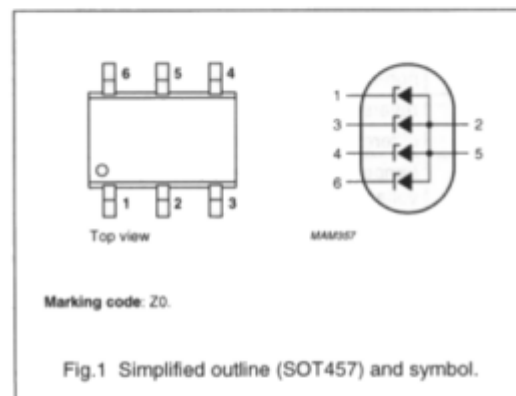 6 5 4
1 2 3
Top view
1
3 2
4 5
6
MAM357
Marking code: Z0.
Fig.1 Simplified outline (SOT457) and symbol.